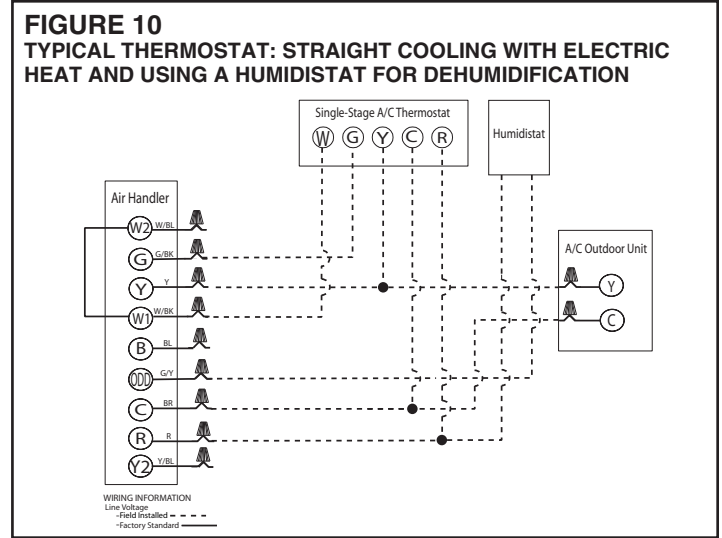 FIGURE 10
TYPICAL THERMOSTAT: STRAIGHT COOLING WITH ELECTRIC
HEAT AND USING A HUMIDISTAT FOR DEHUMIDIFICATION
Single-Stage A/C Thermostat
W G Y C R
Humidistat
Air Handler
W2 W/BL
G G/BK
Y Y
W1 W/BK
B BL
ODD G/Y
C BR
R R
Y2 Y/BL
A/C Outdoor Unit
Y
C
WIRING INFORMATION
Line Voltage
-Field Installed
-Factory Standard